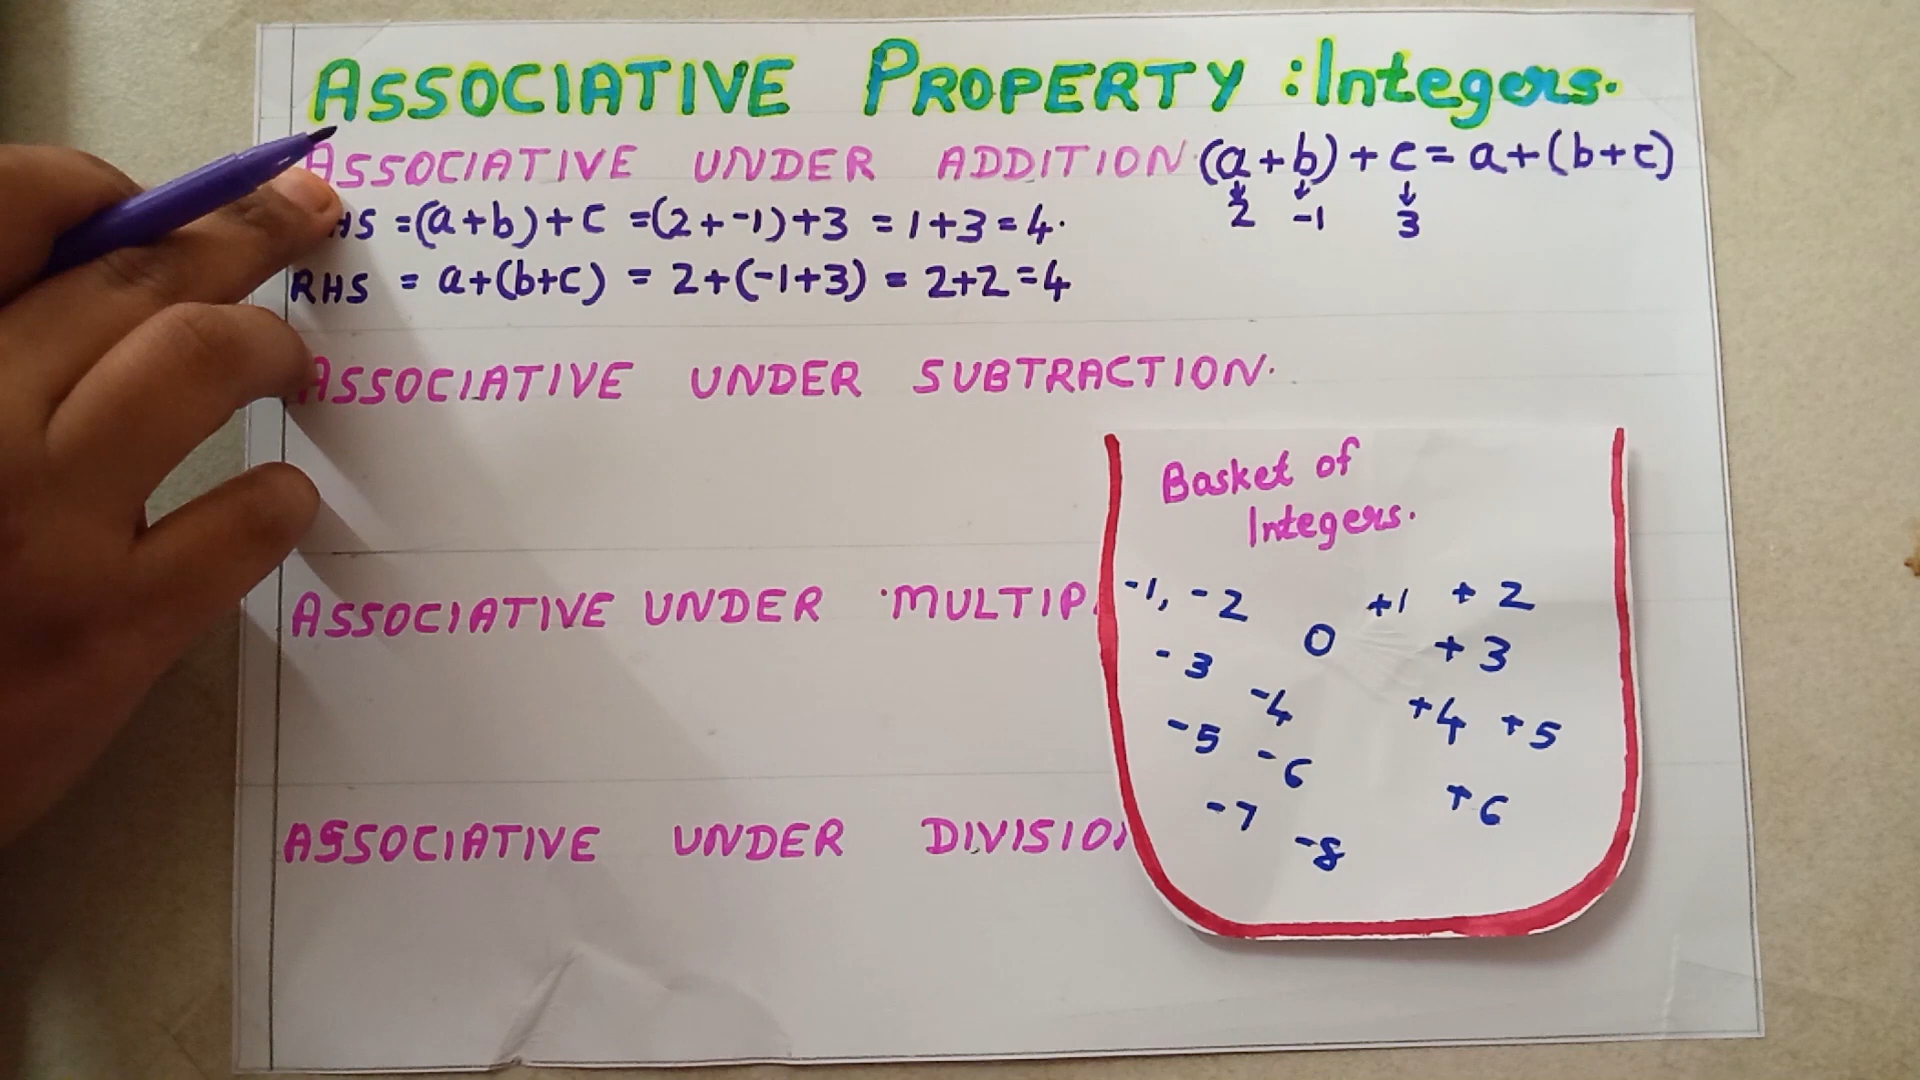 ASSOCIATIVE PROPERTY : Integers.
ASSOCIATIVE UNDER ADDITION (a+b)+c = a+(b+c)
2 -1 3
HS = (a+b)+c = (2+-1)+3 = 1+3 = 4.
RHS = a+(b+c) = 2+(-1+3) = 2+2 = 4
ASSOCIATIVE UNDER SUBTRACTION.
Basket of
Integers.
ASSOCIATIVE UNDER MULTIP
-1, -2 0 +1 +2
-3 +3
-4 +4 +5
-5 -6
-7 +6
-8
ASSOCIATIVE UNDER DIVISIO